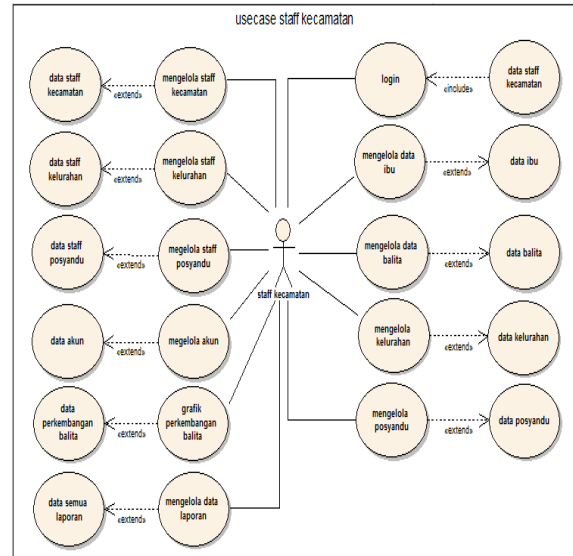 usecase staff kecamatan
data staff
kecamatan
«extend»
mengelola staff
kecamatan
login
«include»
data staff
kecamatan
data staff
kelurahan
«extend»
mengelola staff
kelurahan
mengelola data
ibu
«extend»
data ibu
data staff
posyandu
«extend»
megelola staff
posyandu
staff kecamatan
mengelola data
balita
«extend»
data balita
data akun
«extend»
megelola akun
mengelola
kelurahan
«extend»
data kelurahan
data
perkembangan
balita
«extend»
grafik
perkembangan
balita
mengelola
posyandu
«extend»
data posyandu
data semua
laporan
«extend»
mengelola data
laporan